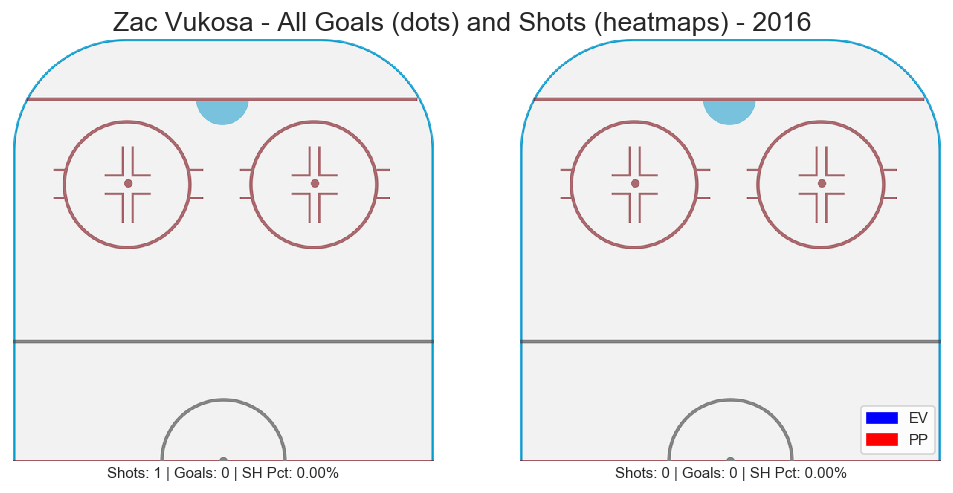 Zac Vukosa - All Goals (dots) and Shots (heatmaps) - 2016
EV
PP
Shots: 1 | Goals: 0 | SH Pct: 0.00%
Shots: 0 | Goals: 0 | SH Pct: 0.00%